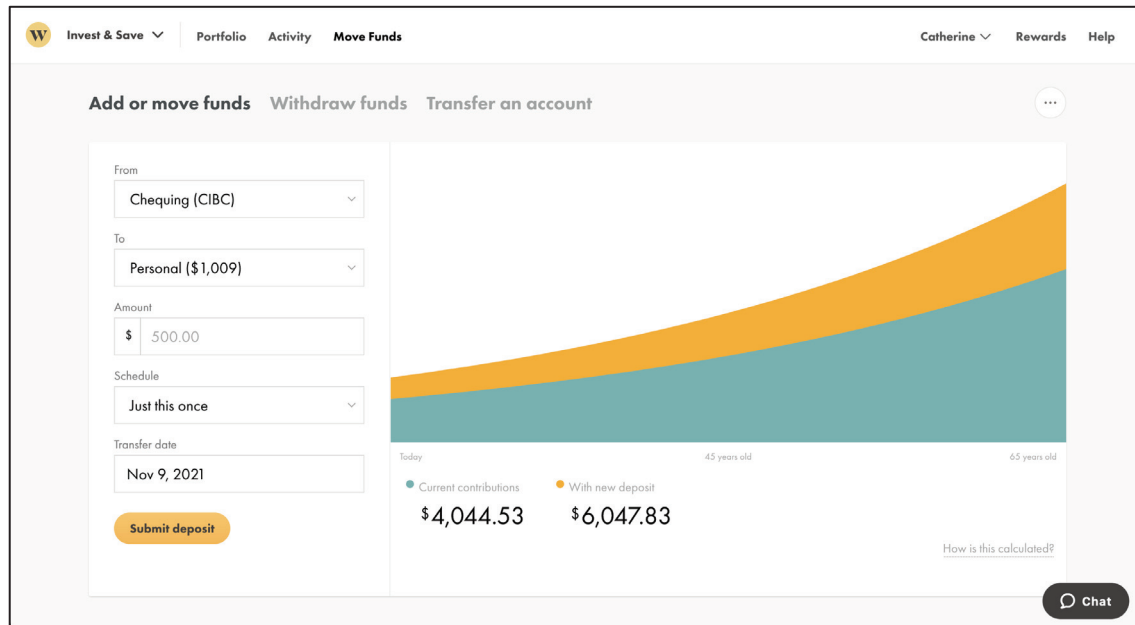 W Invest & Save Portfolio Activity Move Funds Catherine Rewards Help
Add or move funds Withdraw funds Transfer an account
From
Chequing (CIBC)
To
Personal ($1,009)
Amount
$ 500.00
Schedule
Just this once
Transfer date
Nov 9, 2021
Submit deposit
Today 45 years old 65 years old
Current contributions With new deposit
$4,044.53 $6,047.83
How is this calculated?
Chat